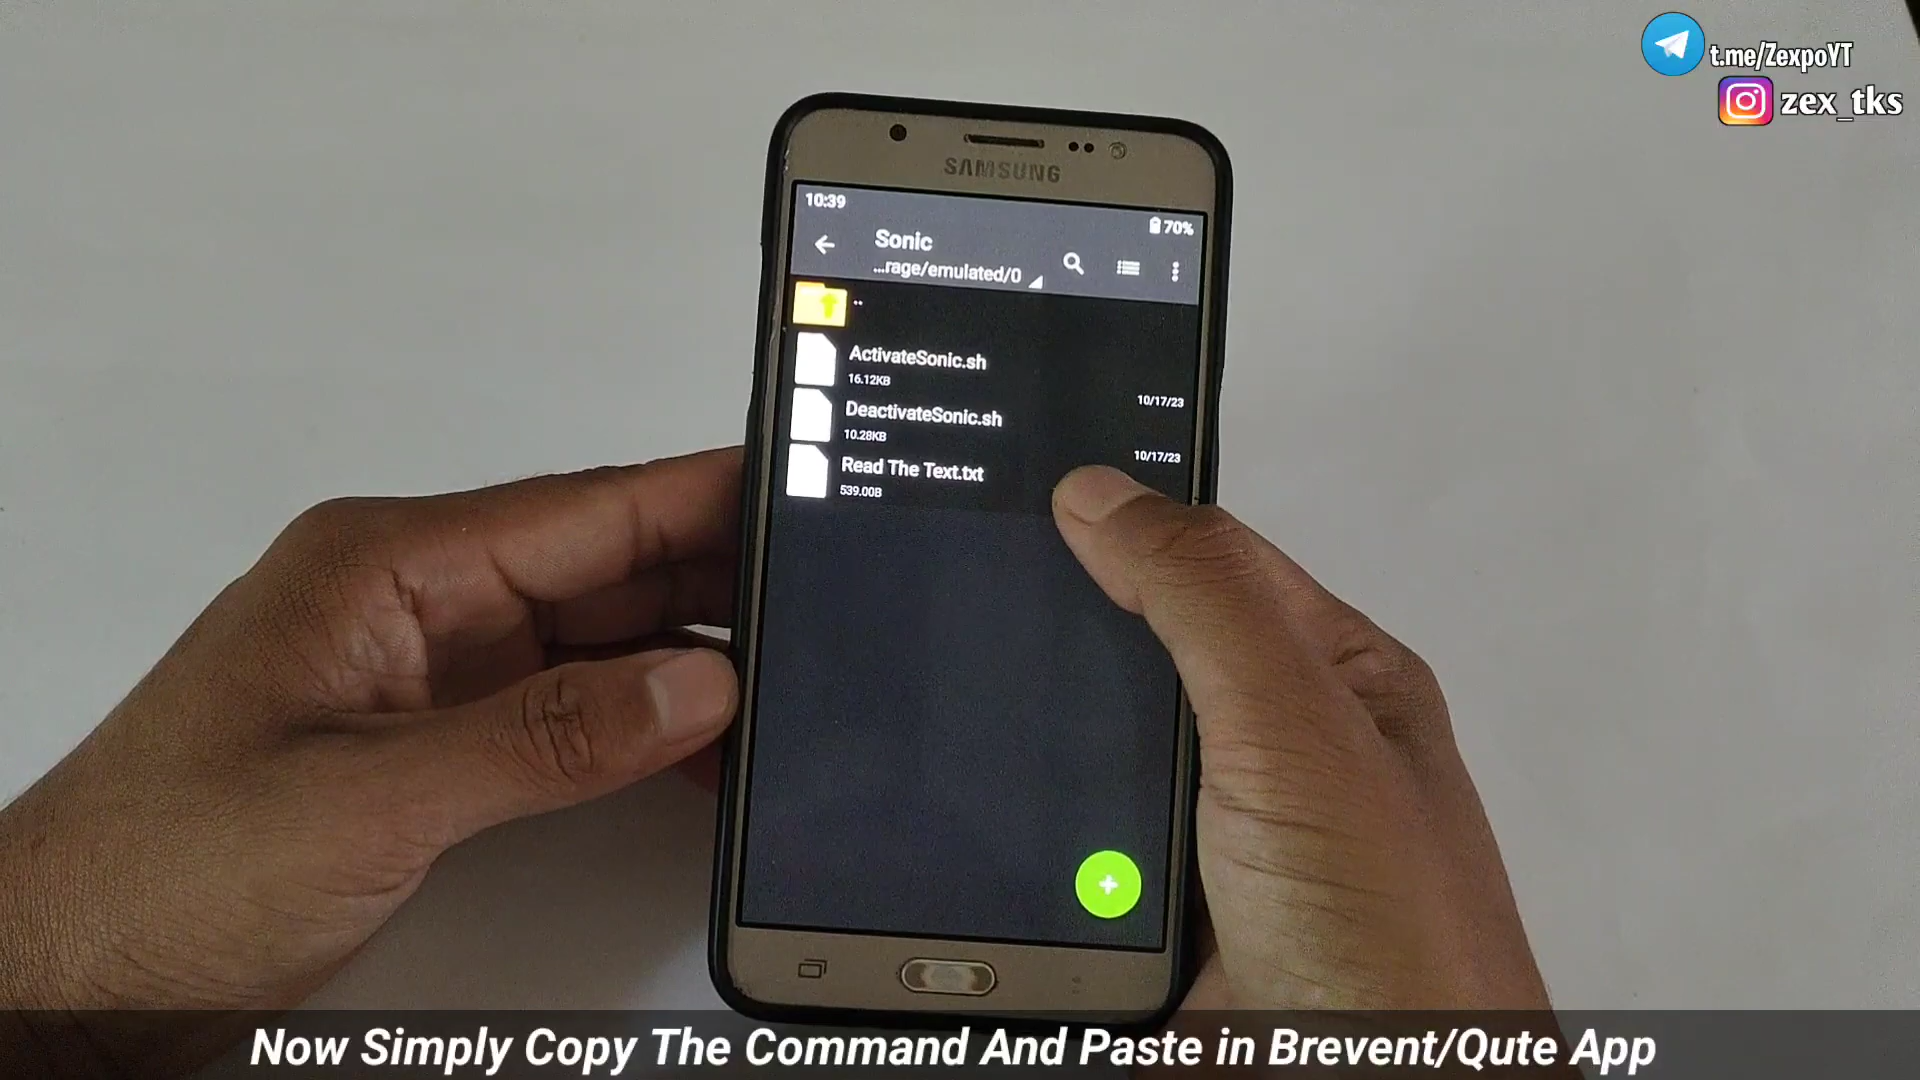 t.me/ZexpoYT
zex_tks
SAMSUNG
10:39
70%
Sonic
...rage/emulated/0
..
ActivateSonic.sh
16.12KB
10/17/23
DeactivateSonic.sh
10.28KB
10/17/23
Read The Text.txt
539.00B
Now Simply Copy The Command And Paste in Brevent/Qute App